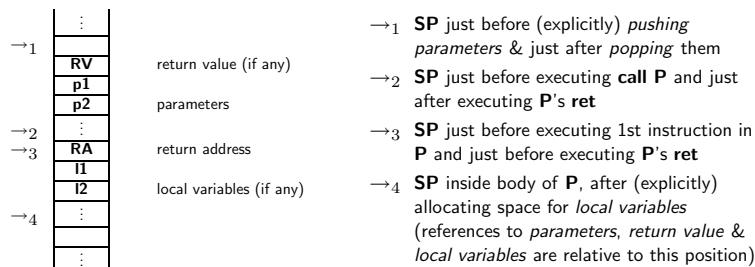 ⋮
→1
RV return value (if any)
p1
p2 parameters
→2 ⋮
→3 RA return address
l1
l2 local variables (if any)
→4 ⋮
⋮
→1 SP just before (explicitly) pushing
parameters & just after popping them
→2 SP just before executing call P and just
after executing P's ret
→3 SP just before executing 1st instruction in
P and just before executing P's ret
→4 SP inside body of P, after (explicitly)
allocating space for local variables
(references to parameters, return value &
local variables are relative to this position)